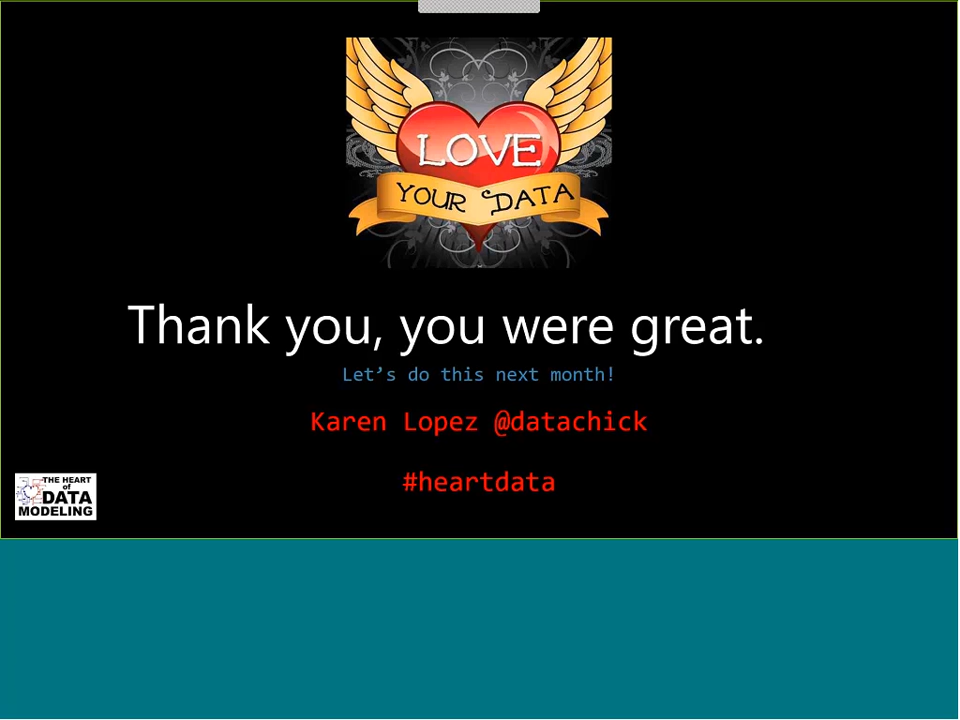 LOVE
YOUR DATA
Thank you, you were great.
Let’s do this next month!
Karen Lopez @datachick
#heartdata
THE HEART
of
DATA
MODELING